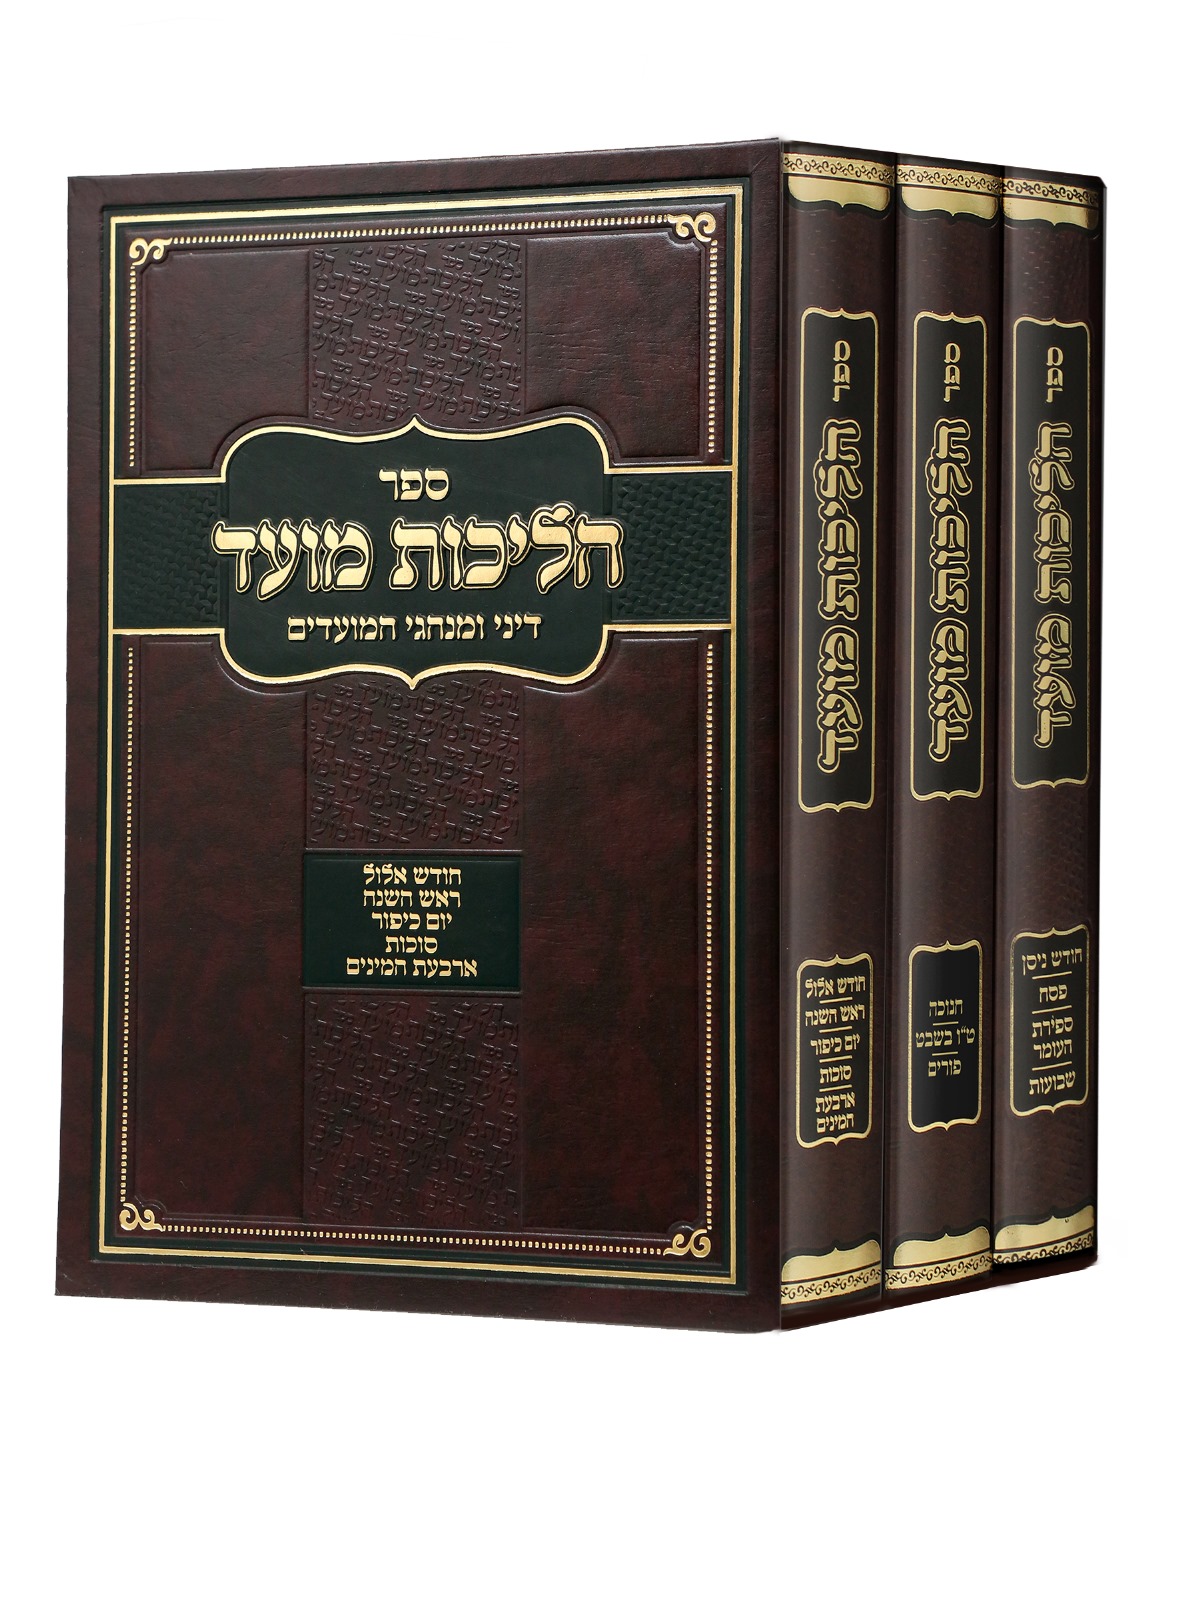 ספר
הליכות מועד
דיני ומנהגי המועדים
חודש אלול
ראש השנה
יום כיפור
סוכות
ארבעת המינים
ספר
הליכות מועד
חודש אלול
ראש השנה
יום כיפור
סוכות
ארבעת
המינים
ספר
הליכות מועד
חנוכה
ט"ו בשבט
פורים
ספר
הליכות מועד
חודש ניסן
פסח
ספירת
העומר
שבועות